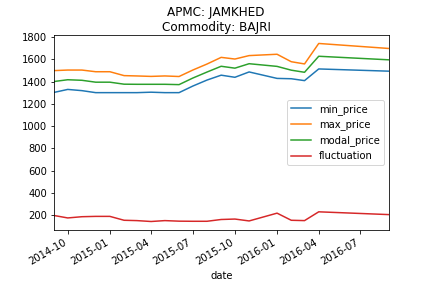 APMC: JAMKHED
Commodity: BAJRI
1800
1600
1400
1200
1000
800
600
400
200
min_price
max_price
modal_price
fluctuation
2014-10
2015-01
2015-04
2015-07
2015-10
2016-01
2016-04
2016-07
date